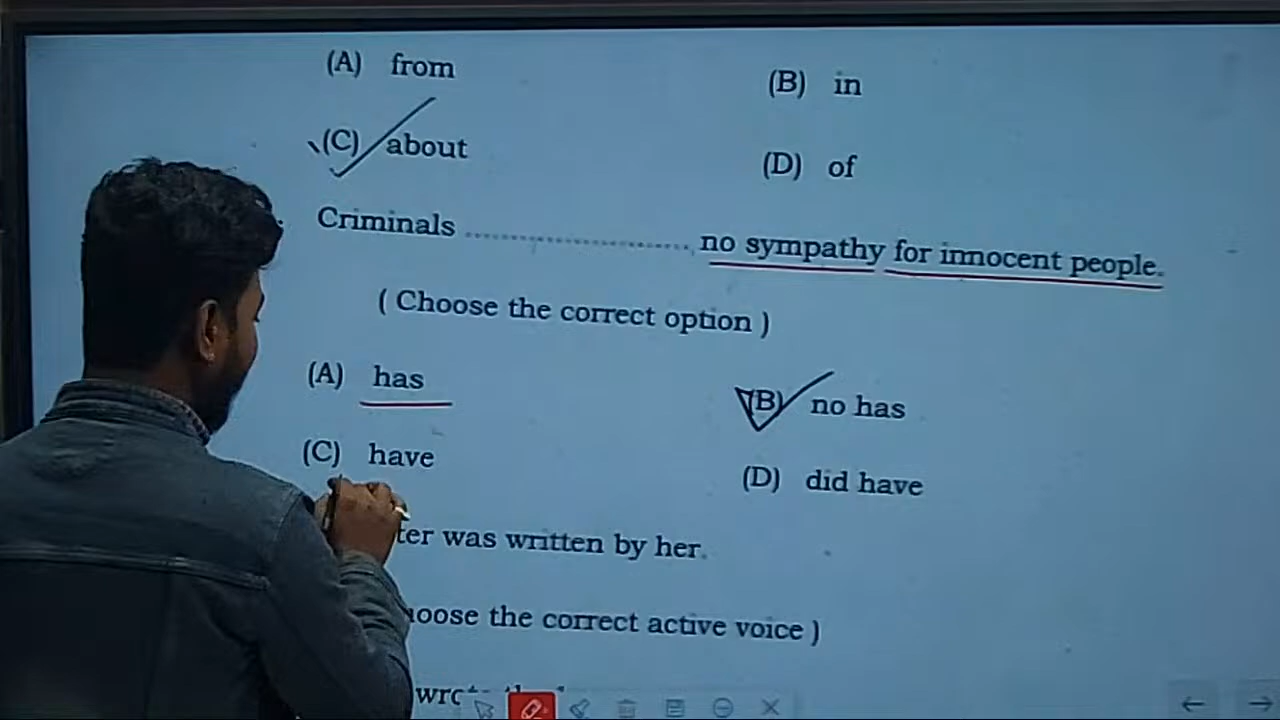 (A) from (B) in
(C) about (D) of
Criminals ........................ no sympathy for innocent people.
( Choose the correct option )
(A) has (B) no has
(C) have (D) did have
ter was written by her.
oose the correct active voice )